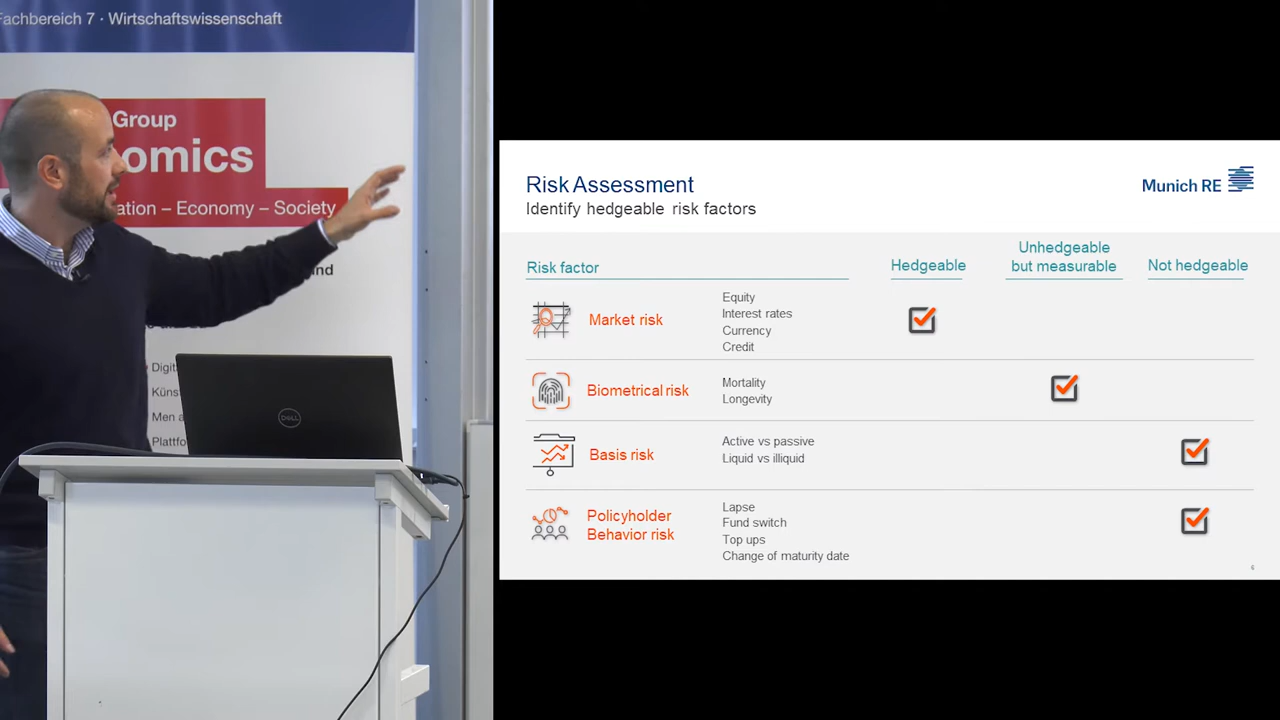 Fachbereich 7 · Wirtschaftswissenschaft
Group
omics
ation – Economy – Society
nd
Digit
Küns
Men a
Plattfo
DELL
Risk Assessment
Identify hedgeable risk factors
Munich RE
Risk factor
Hedgeable
Unhedgeable
but measurable
Not hedgeable
Market risk
Equity
Interest rates
Currency
Credit
Biometrical risk
Mortality
Longevity
Basis risk
Active vs passive
Liquid vs illiquid
Policyholder
Behavior risk
Lapse
Fund switch
Top ups
Change of maturity date
6